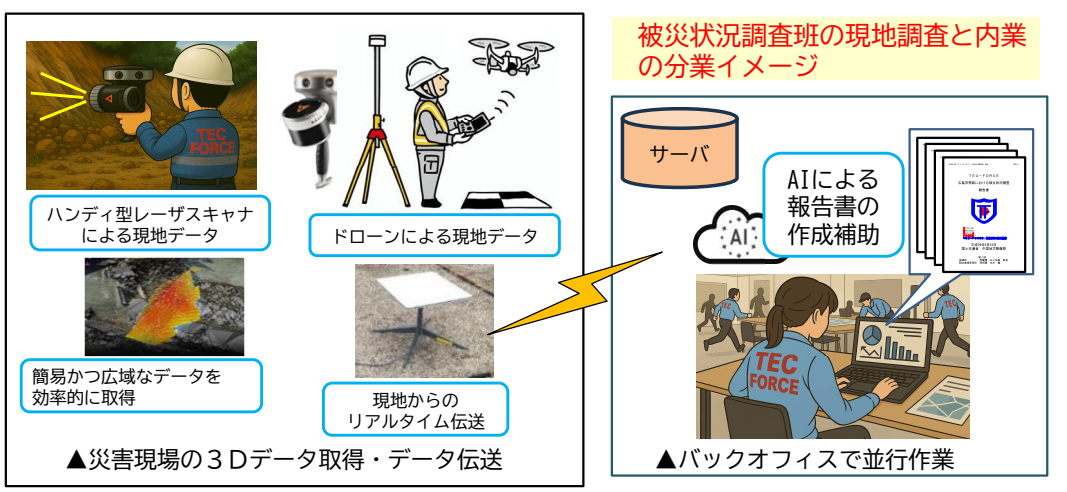 被災状況調査班の現地調査と内業
の分業イメージ
TEC
FORCE
ハンディ型レーザスキャナ
による現地データ
ドローンによる現地データ
簡易かつ広域なデータを
効率的に取得
現地からの
リアルタイム伝送
▲災害現場の３Ｄデータ取得・データ伝送
サーバ
AI
AIによる
報告書の
作成補助
TEC-FORCE
報告書
TEC
TEC
FORCE
▲バックオフィスで並行作業